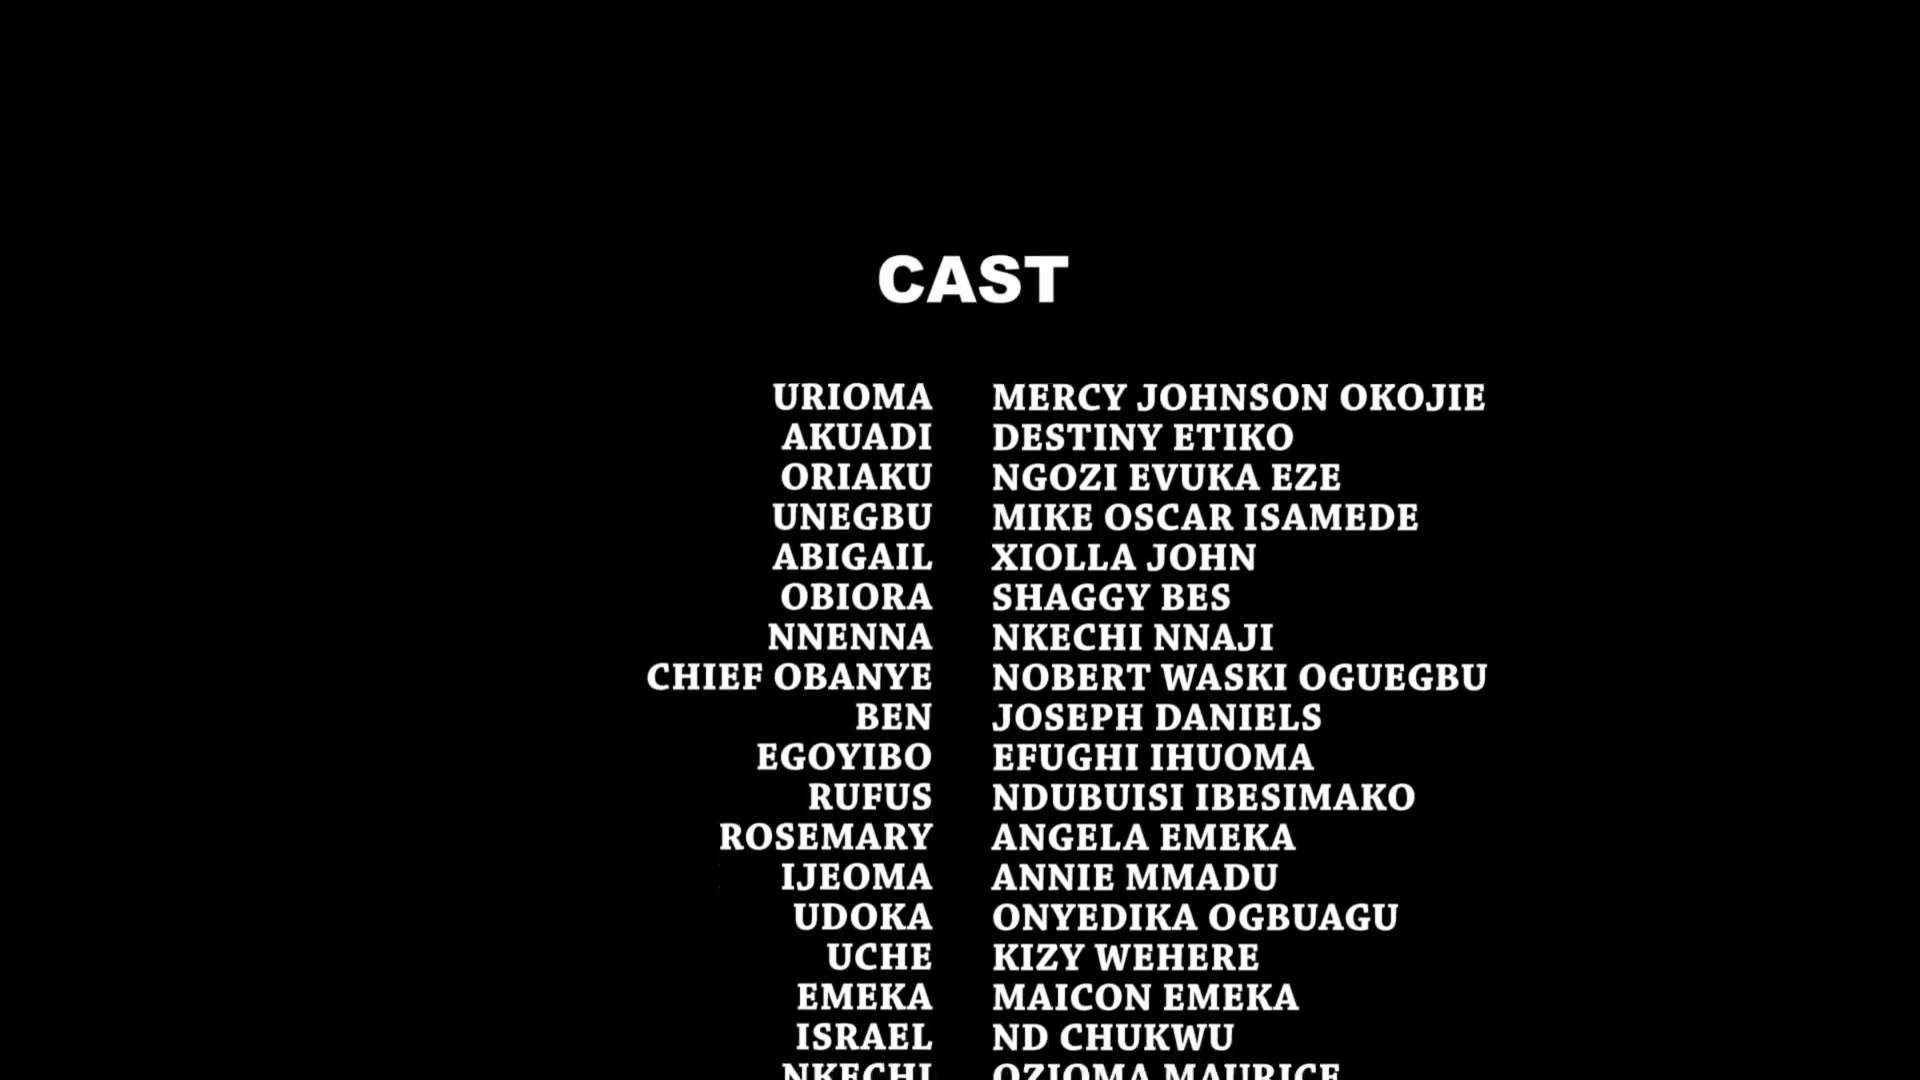 CAST
URIOMA MERCY JOHNSON OKOJIE
AKUADI DESTINY ETIKO
ORIAKU NGOZI EVUKA EZE
UNEGBU MIKE OSCAR ISAMEDE
ABIGAIL XIOLLA JOHN
OBIORA SHAGGY BES
NNENNA NKECHI NNAJI
CHIEF OBANYE NOBERT WASKI OGUEGBU
BEN JOSEPH DANIELS
EGOYIBO EFUGHI IHUOMA
RUFUS NDUBUISI IBESIMAKO
ROSEMARY ANGELA EMEKA
IJEOMA ANNIE MMADU
UDOKA ONYEDIKA OGBUAGU
UCHE KIZY WEHERE
EMEKA MAICON EMEKA
ISRAEL ND CHUKWU
NKECHI OZIOMA MAURICE